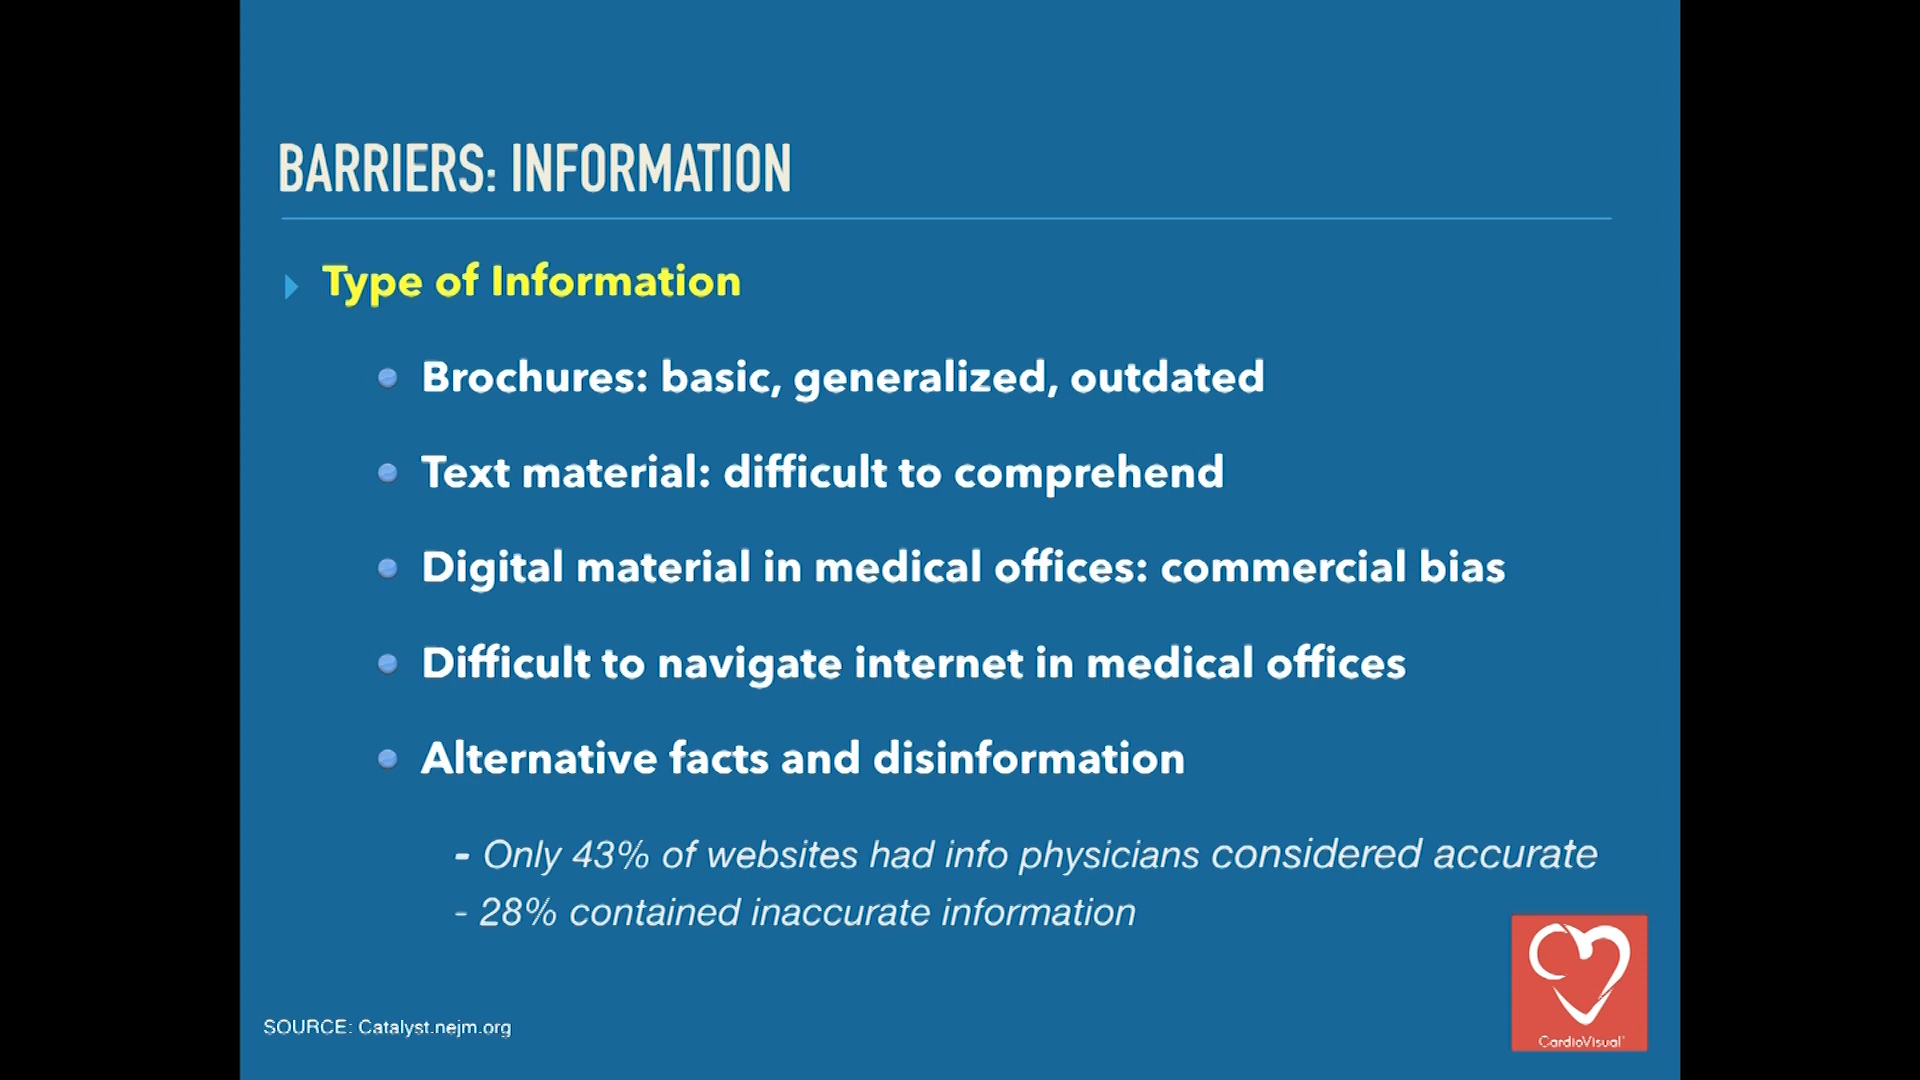 BARRIERS: INFORMATION
Type of Information
Brochures: basic, generalized, outdated
Text material: difficult to comprehend
Digital material in medical offices: commercial bias
Difficult to navigate internet in medical offices
Alternative facts and disinformation
- Only 43% of websites had info physicians considered accurate
- 28% contained inaccurate information
SOURCE: Catalyst.nejm.org
CardioVisual